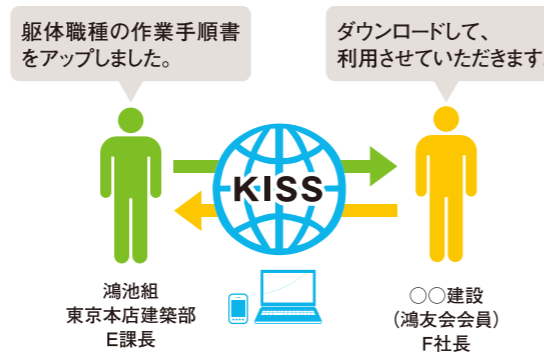 躯体職種の作業手順書
をアップしました。
ダウンロードして、
利用させていただきます。
KISS
鴻池組
東京本店建築部
E課長
○○建設
(鴻友会会員)
F社長